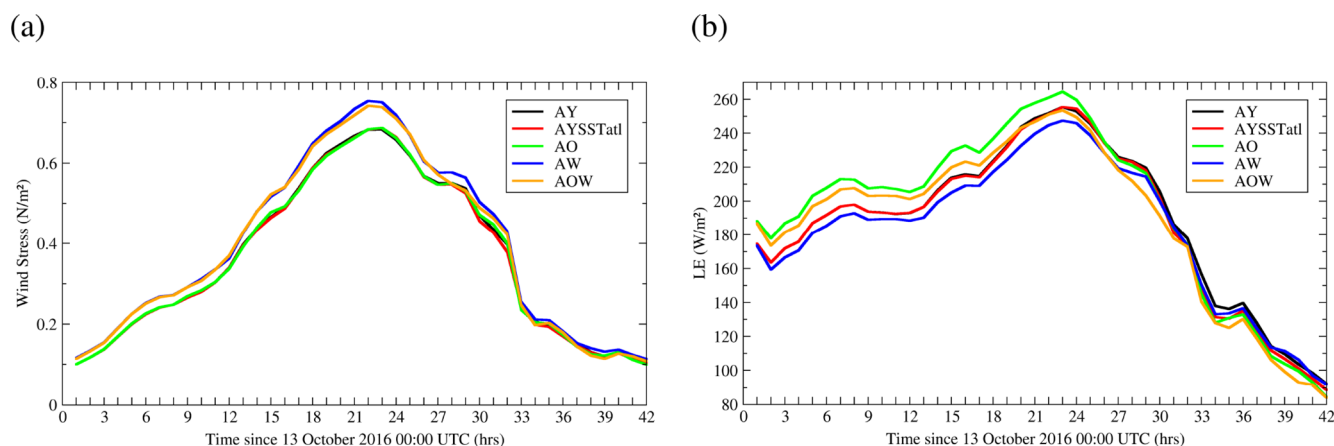 (a)
(b)
0.8
0.6
0.4
0.2
0
Wind Stress (N/m²)
AY
AYSSTatl
AO
AW
AOW
0 3 6 9 12 15 18 21 24 27 30 33 36 39 42
Time since 13 October 2016 00:00 UTC (hrs)
260
240
220
200
180
160
140
120
100
80
LE (W/m²)
AY
AYSSTatl
AO
AW
AOW
0 3 6 9 12 15 18 21 24 27 30 33 36 39 42
Time since 13 October 2016 00:00 UTC (hrs)